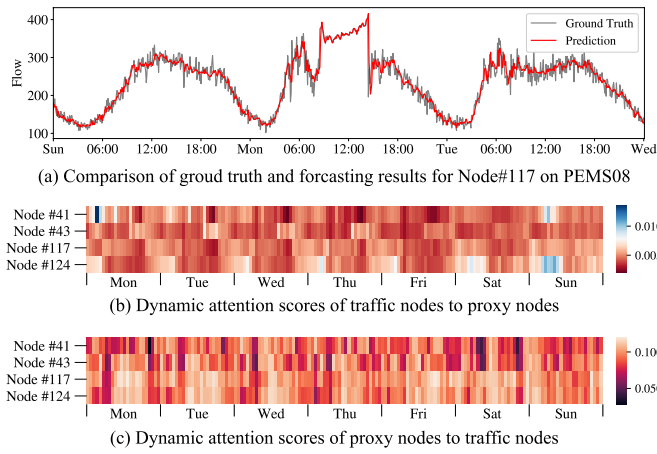 400
300
200
100
Flow
Ground Truth
Prediction
Sun 06:00 12:00 18:00 Mon 06:00 12:00 18:00 Tue 06:00 12:00 18:00 Wed
(a) Comparison of groud truth and forcasting results for Node#117 on PEMS08
Node #41
Node #43
Node #117
Node #124
Mon Tue Wed Thu Fri Sat Sun
0.010
0.005
(b) Dynamic attention scores of traffic nodes to proxy nodes
Node #41
Node #43
Node #117
Node #124
Mon Tue Wed Thu Fri Sat Sun
0.100
0.050
(c) Dynamic attention scores of proxy nodes to traffic nodes